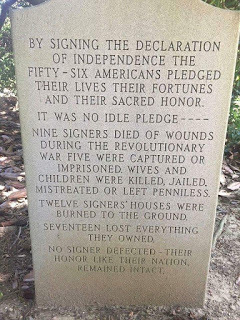 BY SIGNING THE DECLARATION
OF INDEPENDENCE THE
FIFTY-SIX AMERICANS PLEDGED
THEIR LIVES THEIR FORTUNES
AND THEIR SACRED HONOR.
IT WAS NO IDLE PLEDGE----
NINE SIGNERS DIED OF WOUNDS
DURING THE REVOLUTIONARY
WAR FIVE WERE CAPTURED OR
IMPRISONED. WIVES AND
CHILDREN WERE KILLED, JAILED,
MISTREATED OR LEFT PENNILESS.
TWELVE SIGNERS' HOUSES WERE
BURNED TO THE GROUND.
SEVENTEEN LOST EVERYTHING
THEY OWNED.
NO SIGNER DEFECTED-THEIR
HONOR LIKE THEIR NATION,
REMAINED INTACT.